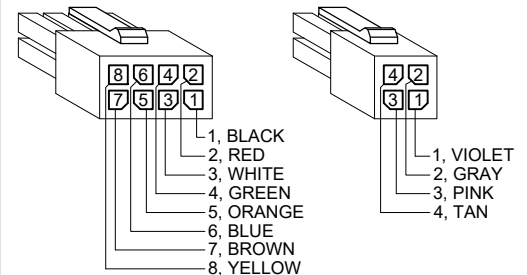 8 6 4 2
7 5 3 1
1, BLACK
2, RED
3, WHITE
4, GREEN
5, ORANGE
6, BLUE
7, BROWN
8, YELLOW
4 2
3 1
1, VIOLET
2, GRAY
3, PINK
4, TAN